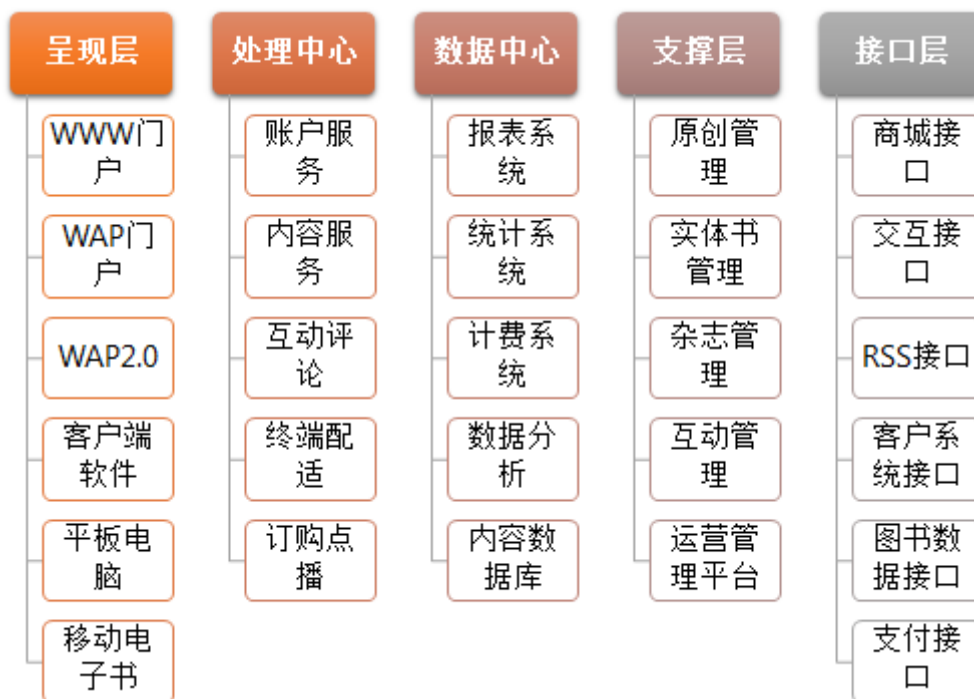 呈现层
WWW门
户
WAP门
户
WAP2.0
客户端
软件
平板电
脑
移动电
子书
处理中心
账户服
务
内容服
务
互动评
论
终端配
适
订购点
播
数据中心
报表系
统
统计系
统
计费系
统
数据分
析
内容数
据库
支撑层
原创管
理
实体书
管理
杂志管
理
互动管
理
运营管
理平台
接口层
商城接
口
交互接
口
RSS接口
客户系
统接口
图书数
据接口
支付接
口